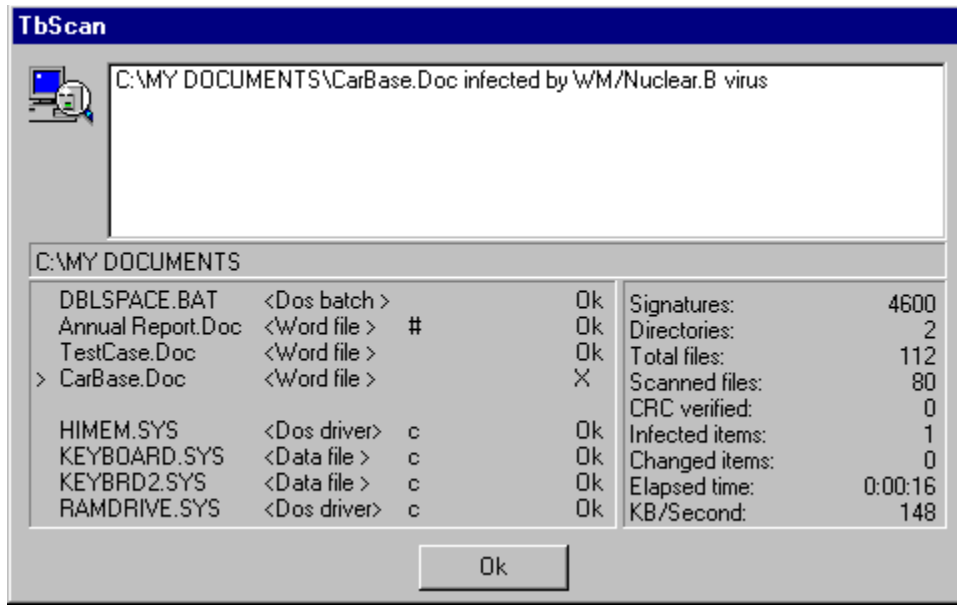 TbScan
C:\MY DOCUMENTS\CarBase.Doc infected by WM/Nuclear.B virus
C:\MY DOCUMENTS
DBLSPACE.BAT <Dos batch > Ok
Annual Report.Doc <Word file > # Ok
TestCase.Doc <Word file > Ok
> CarBase.Doc <Word file > X
HIMEM.SYS <Dos driver> c Ok
KEYBOARD.SYS <Data file > c Ok
KEYBRD2.SYS <Data file > c Ok
RAMDRIVE.SYS <Dos driver> c Ok
Signatures: 4600
Directories: 2
Total files: 112
Scanned files: 80
CRC verified: 0
Infected items: 1
Changed items: 0
Elapsed time: 0:00:16
KB/Second: 148
Ok